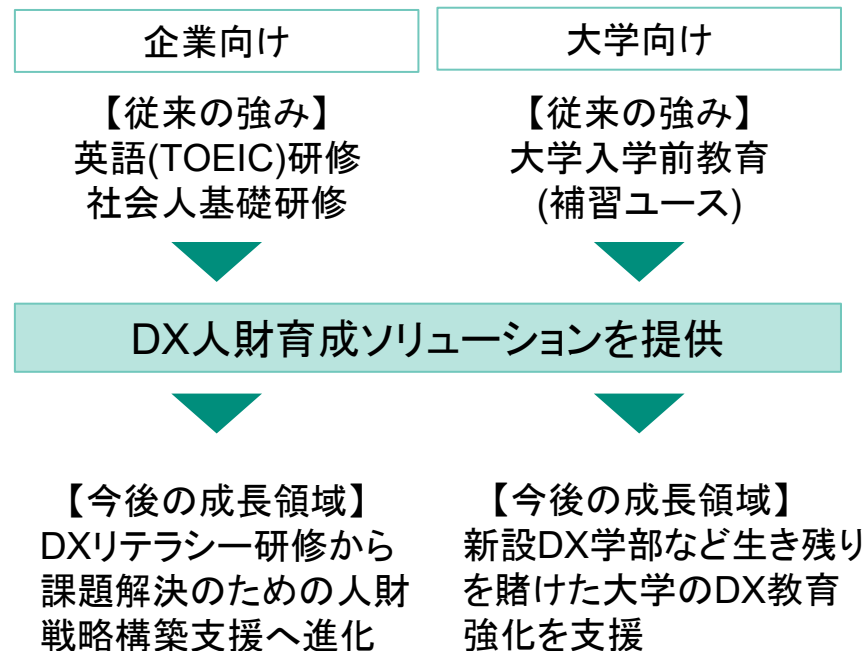 企業向け
大学向け
【従来の強み】
英語(TOEIC)研修
社会人基礎研修
【従来の強み】
大学入学前教育
(補習ユース)
DX人財育成ソリューションを提供
【今後の成長領域】
DXリテラシー研修から
課題解決のための人財
戦略構築支援へ進化
【今後の成長領域】
新設DX学部など生き残り
を賭けた大学のDX教育
強化を支援